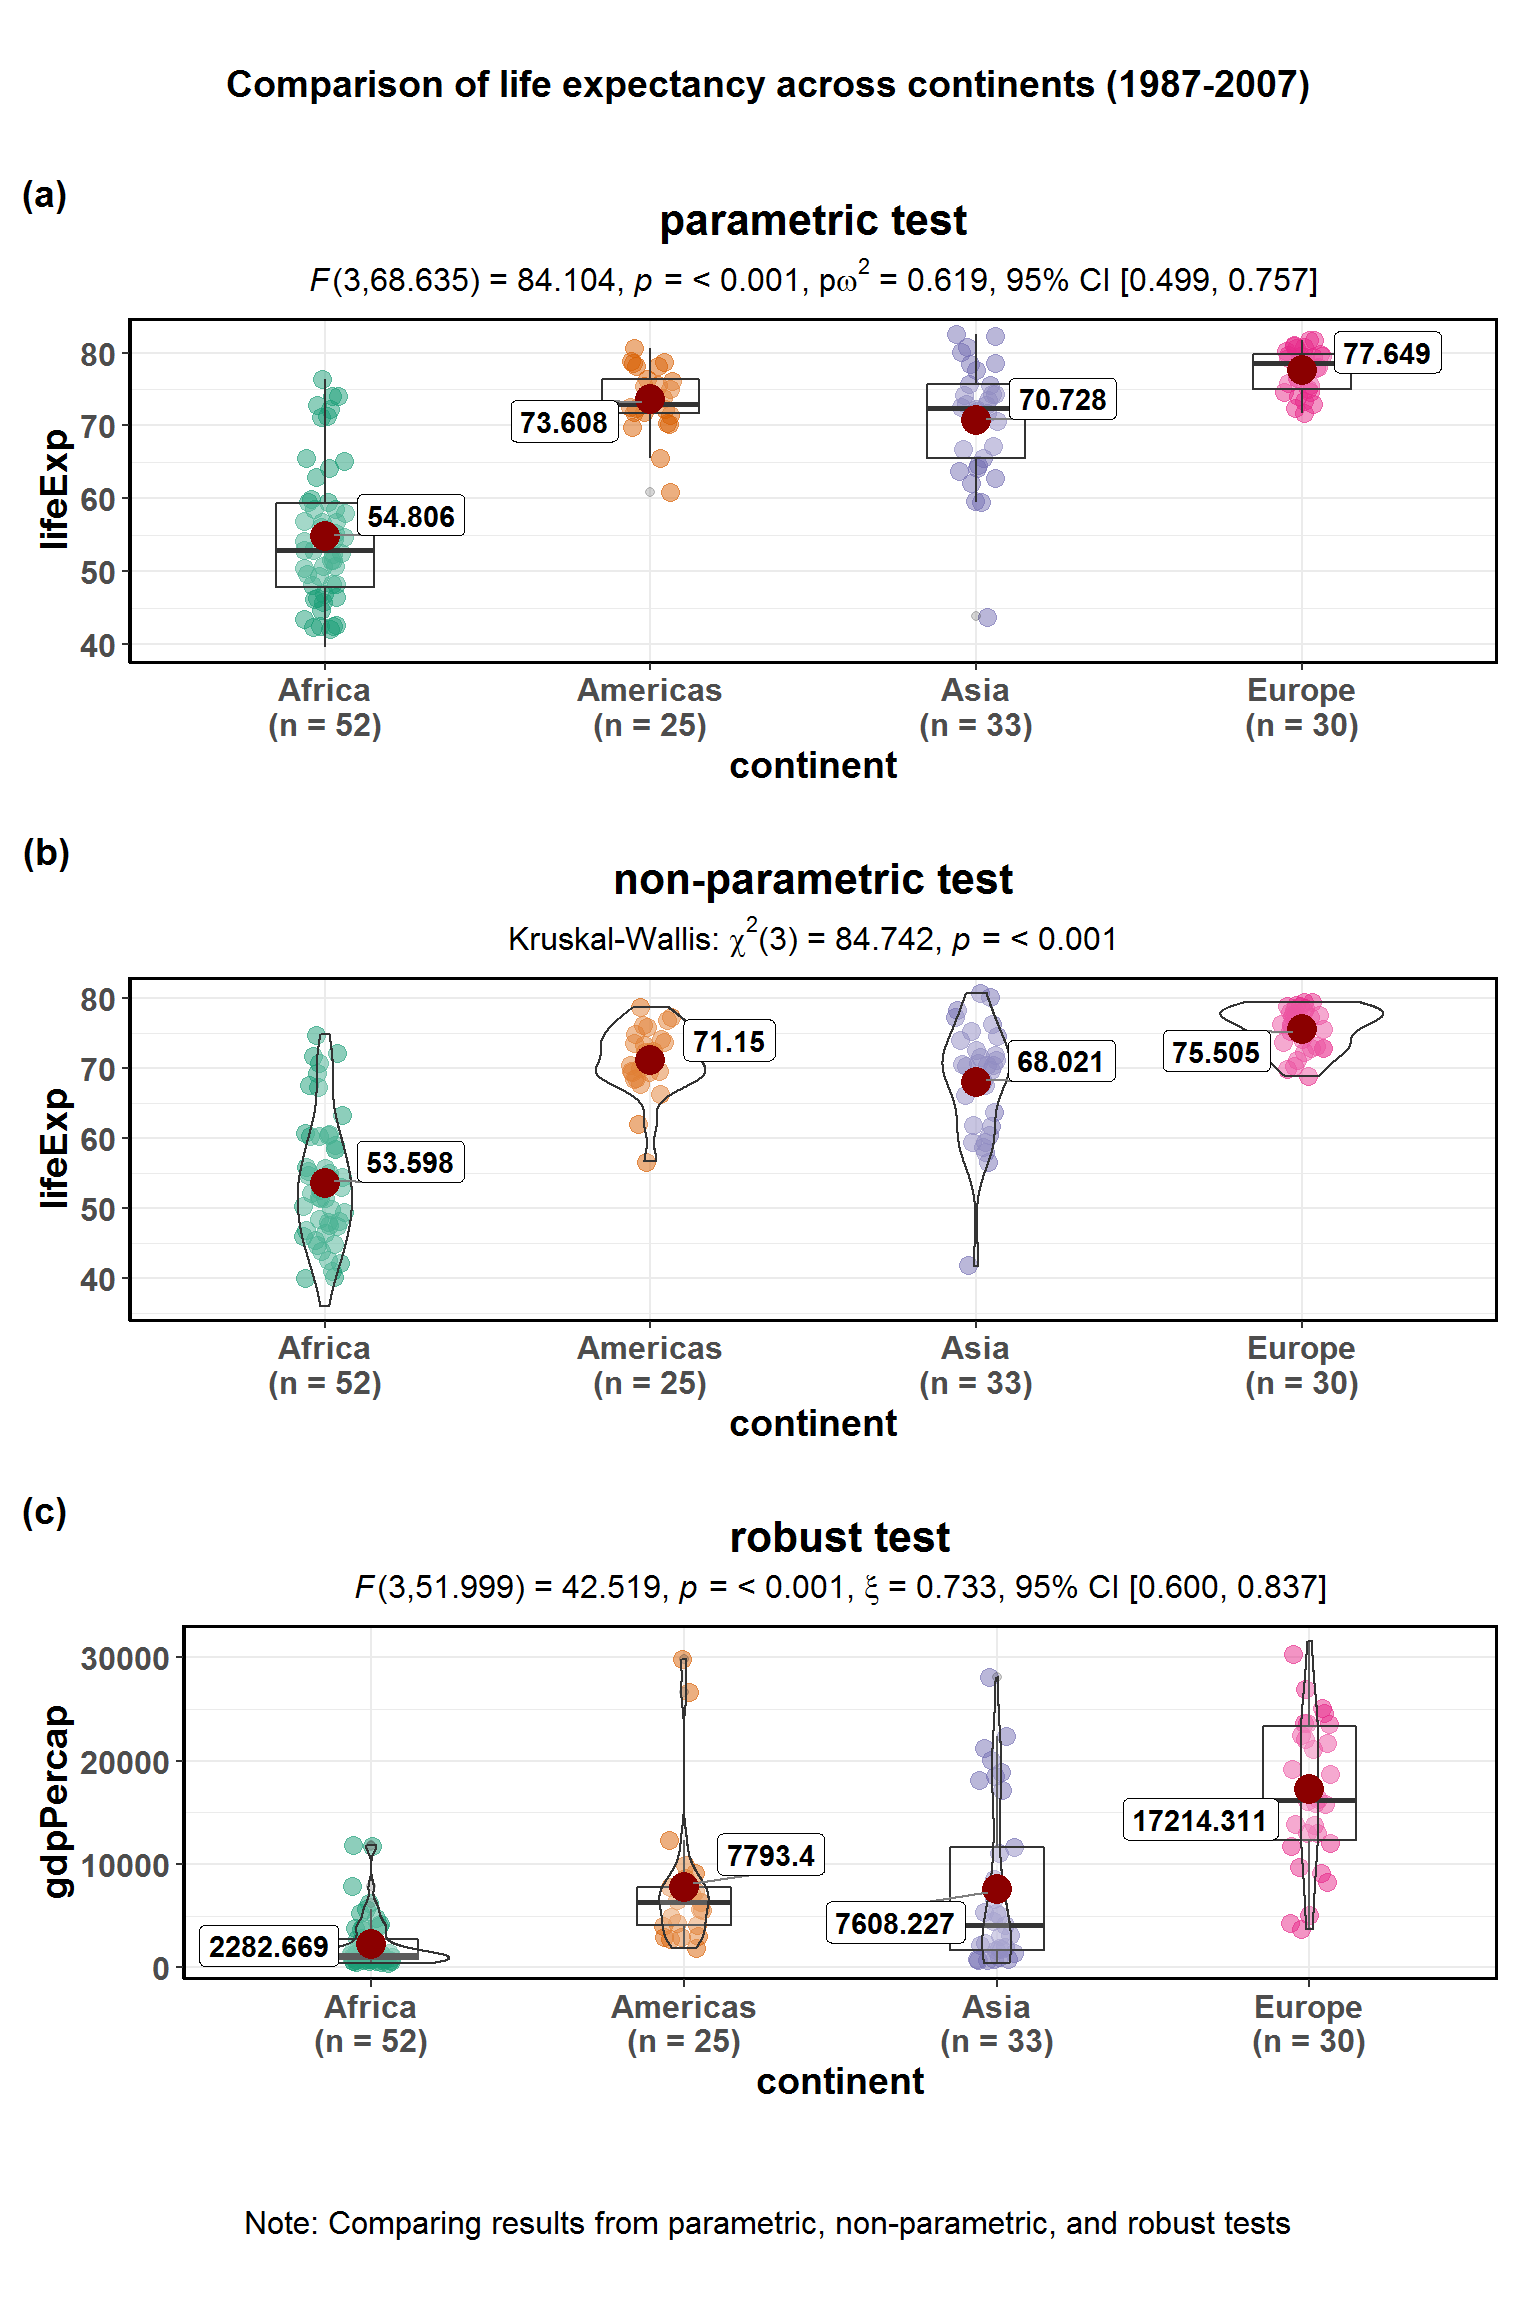 Comparison of life expectancy across continents (1987-2007)
(a)
parametric test
F(3,68.635) = 84.104, p = < 0.001, pω² = 0.619, 95% CI [0.499, 0.757]
lifeExp
80
70
60
50
40
54.806
73.608
70.728
77.649
Africa
(n = 52)
Americas
(n = 25)
Asia
(n = 33)
Europe
(n = 30)
continent
(b)
non-parametric test
Kruskal-Wallis: χ²(3) = 84.742, p = < 0.001
lifeExp
80
70
60
50
40
53.598
71.15
68.021
75.505
Africa
(n = 52)
Americas
(n = 25)
Asia
(n = 33)
Europe
(n = 30)
continent
(c)
robust test
F(3,51.999) = 42.519, p = < 0.001, ξ = 0.733, 95% CI [0.600, 0.837]
gdpPercap
30000
20000
10000
0
2282.669
7793.4
7608.227
17214.311
Africa
(n = 52)
Americas
(n = 25)
Asia
(n = 33)
Europe
(n = 30)
continent
Note: Comparing results from parametric, non-parametric, and robust tests